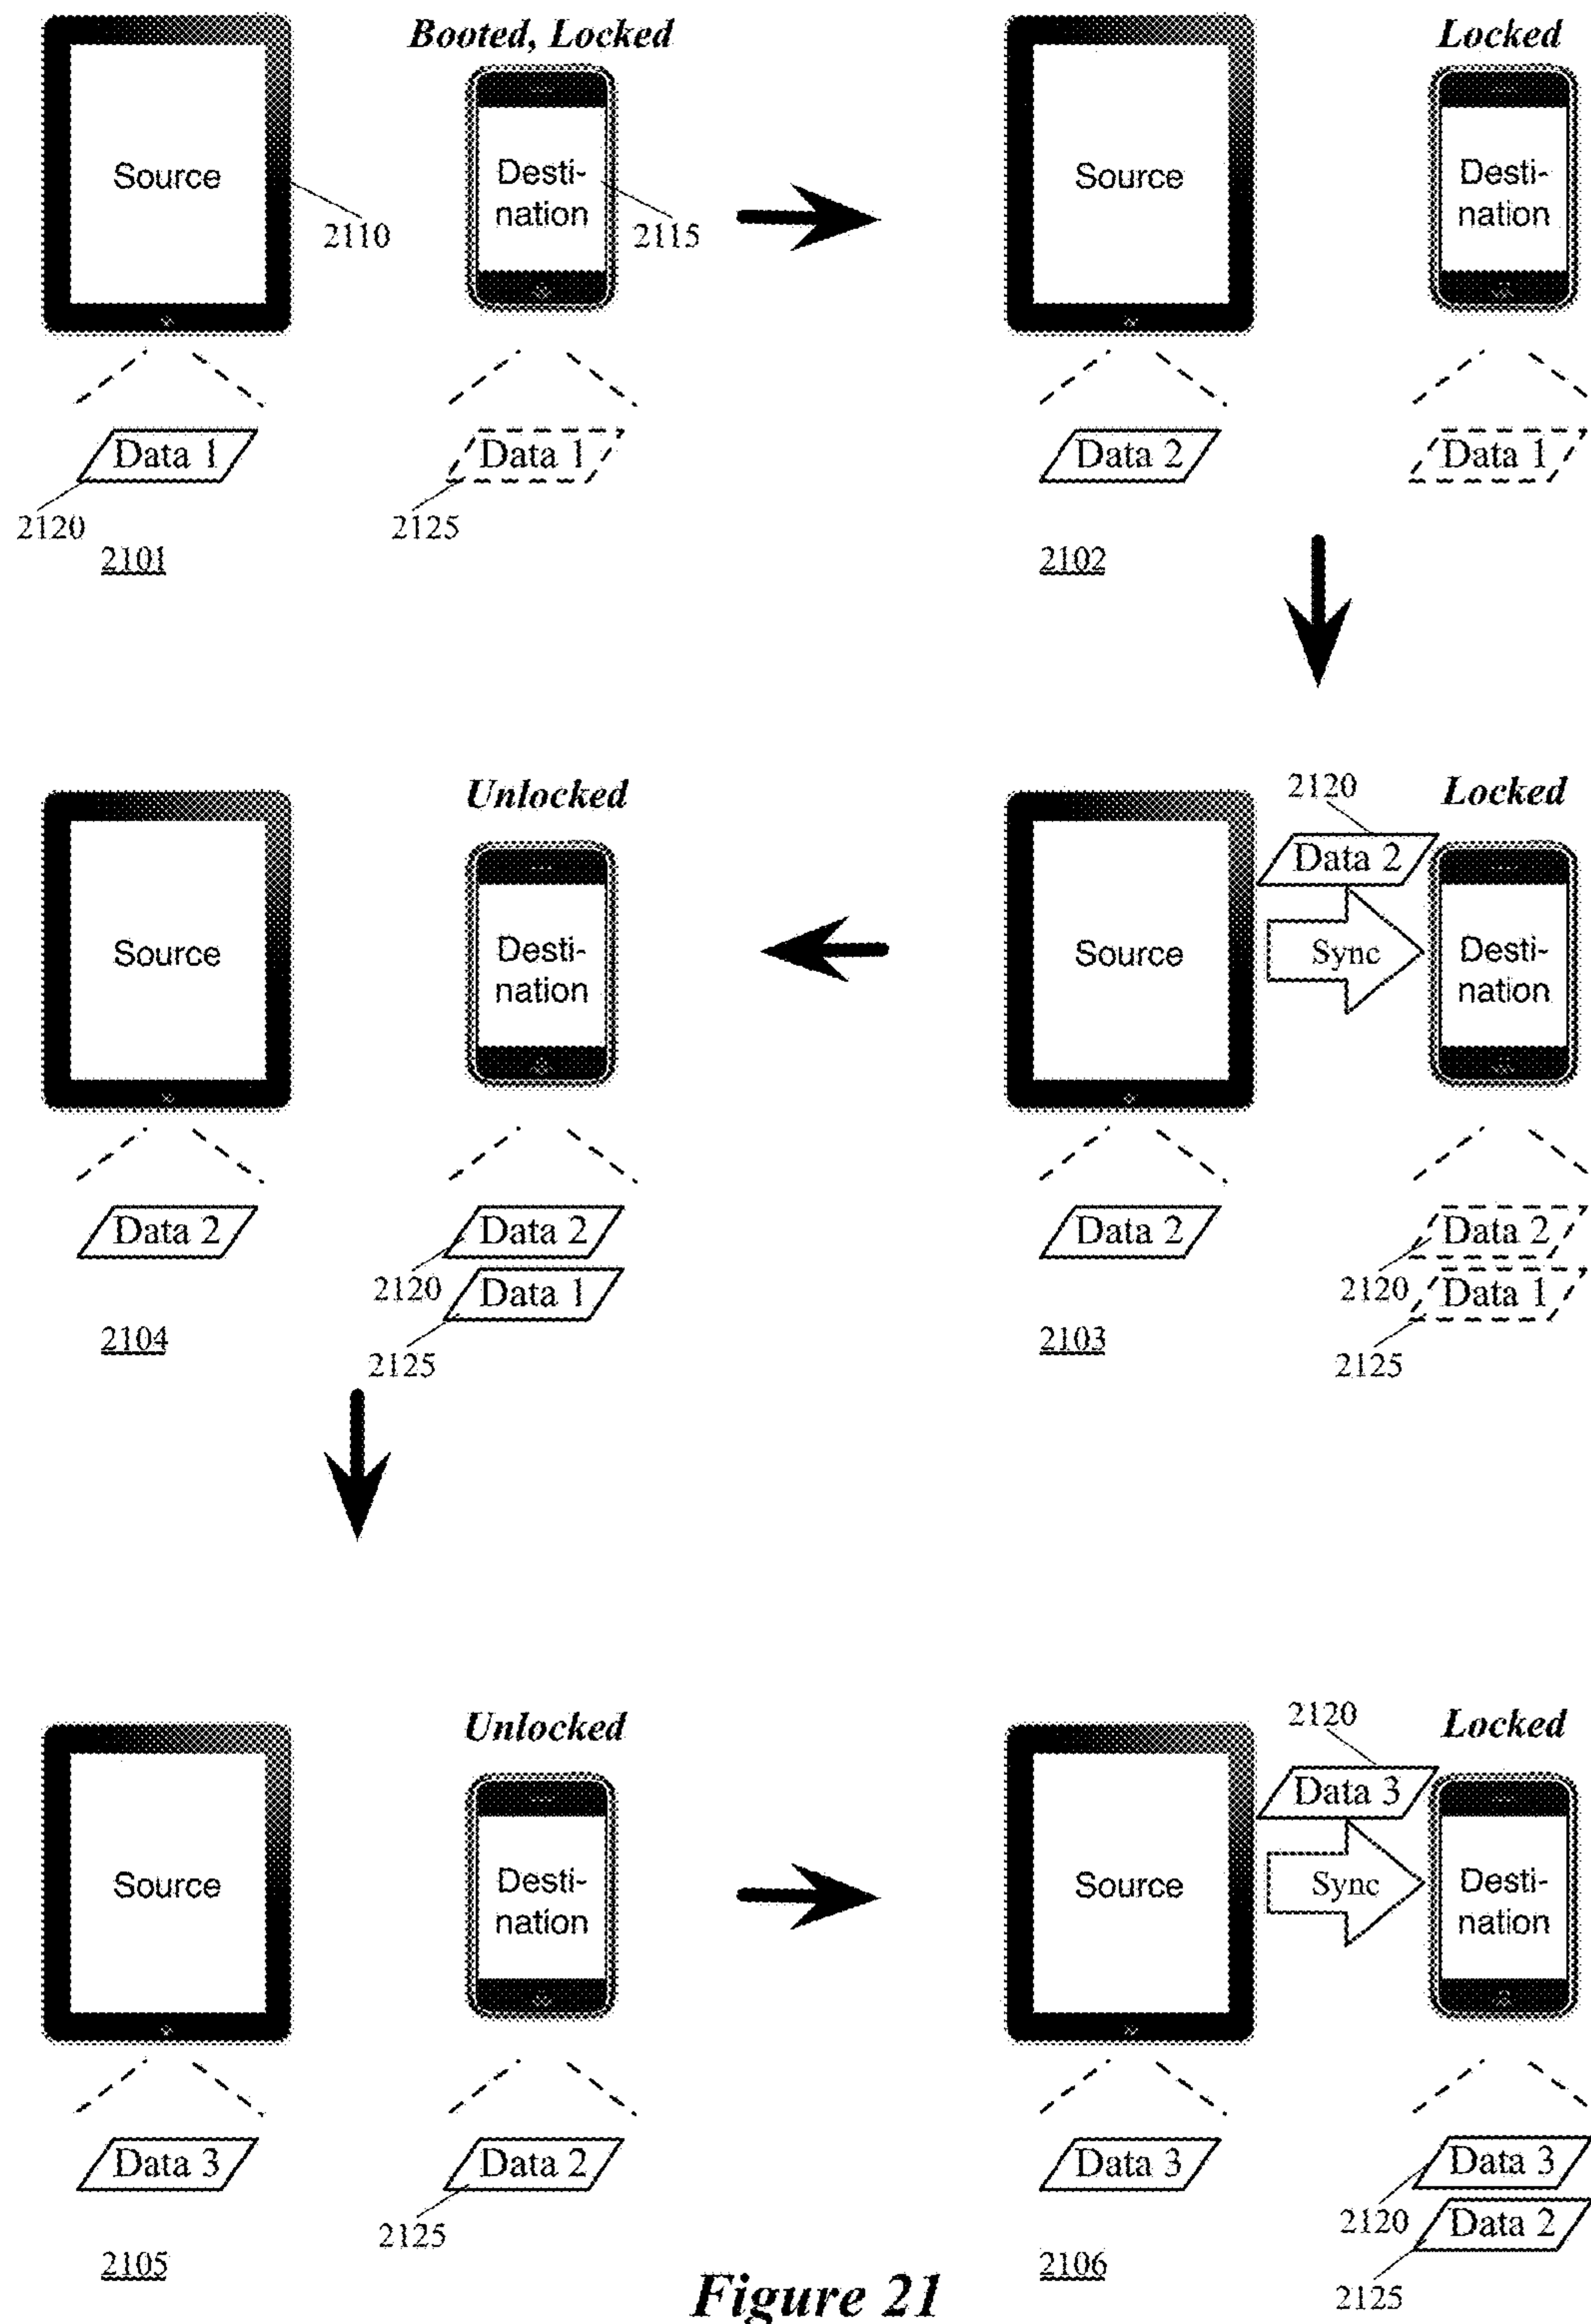 Booted, Locked
Source
Desti-
nation
2110
2115
Data 1
Data 1
2120
2125
2101
Locked
Source
Desti-
nation
Data 2
Data 1
2102
Unlocked
Source
Desti-
nation
Data 2
Data 2
2120
Data 1
2125
2104
2120
Locked
Data 2
Source
Sync
Desti-
nation
Data 2
Data 2
2120
Data 1
2125
2103
Unlocked
Source
Desti-
nation
Data 3
Data 2
2125
2105
2120
Locked
Data 3
Source
Sync
Desti-
nation
Data 3
Data 3
2120
Data 2
2125
2106
Figure 21